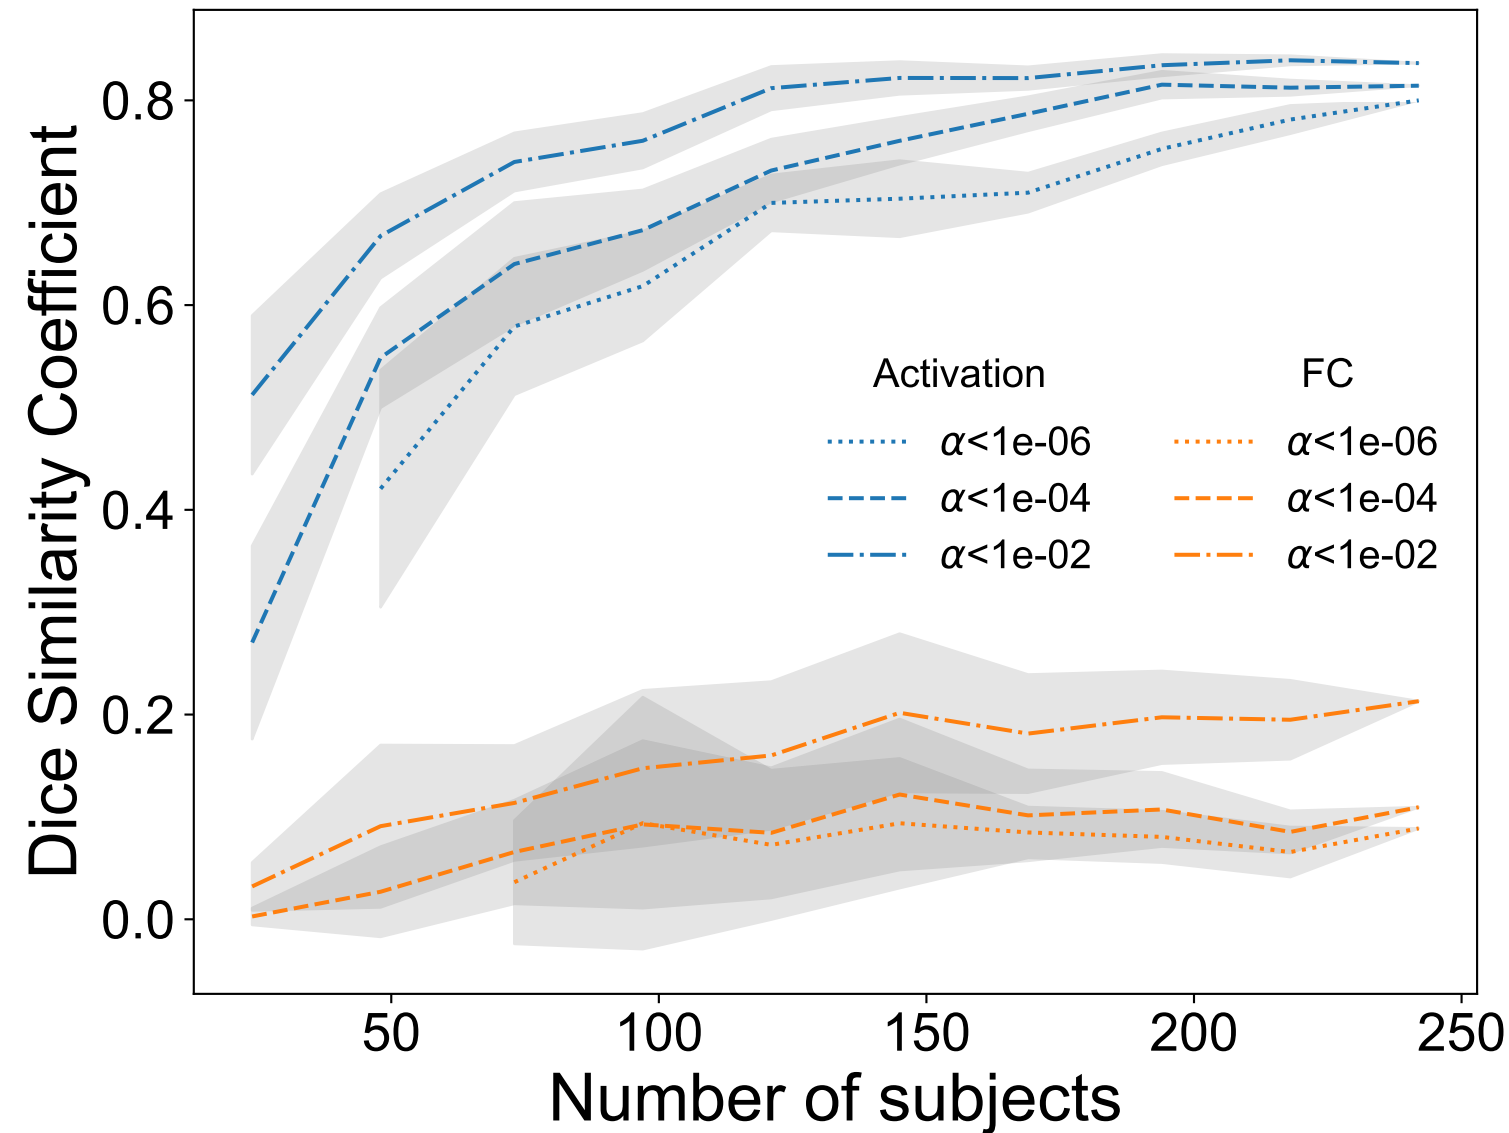 Dice Similarity Coefficient
0.8
0.6
0.4
0.2
0.0
Activation
α<1e-06
α<1e-04
α<1e-02
FC
α<1e-06
α<1e-04
α<1e-02
50 100 150 200 250
Number of subjects